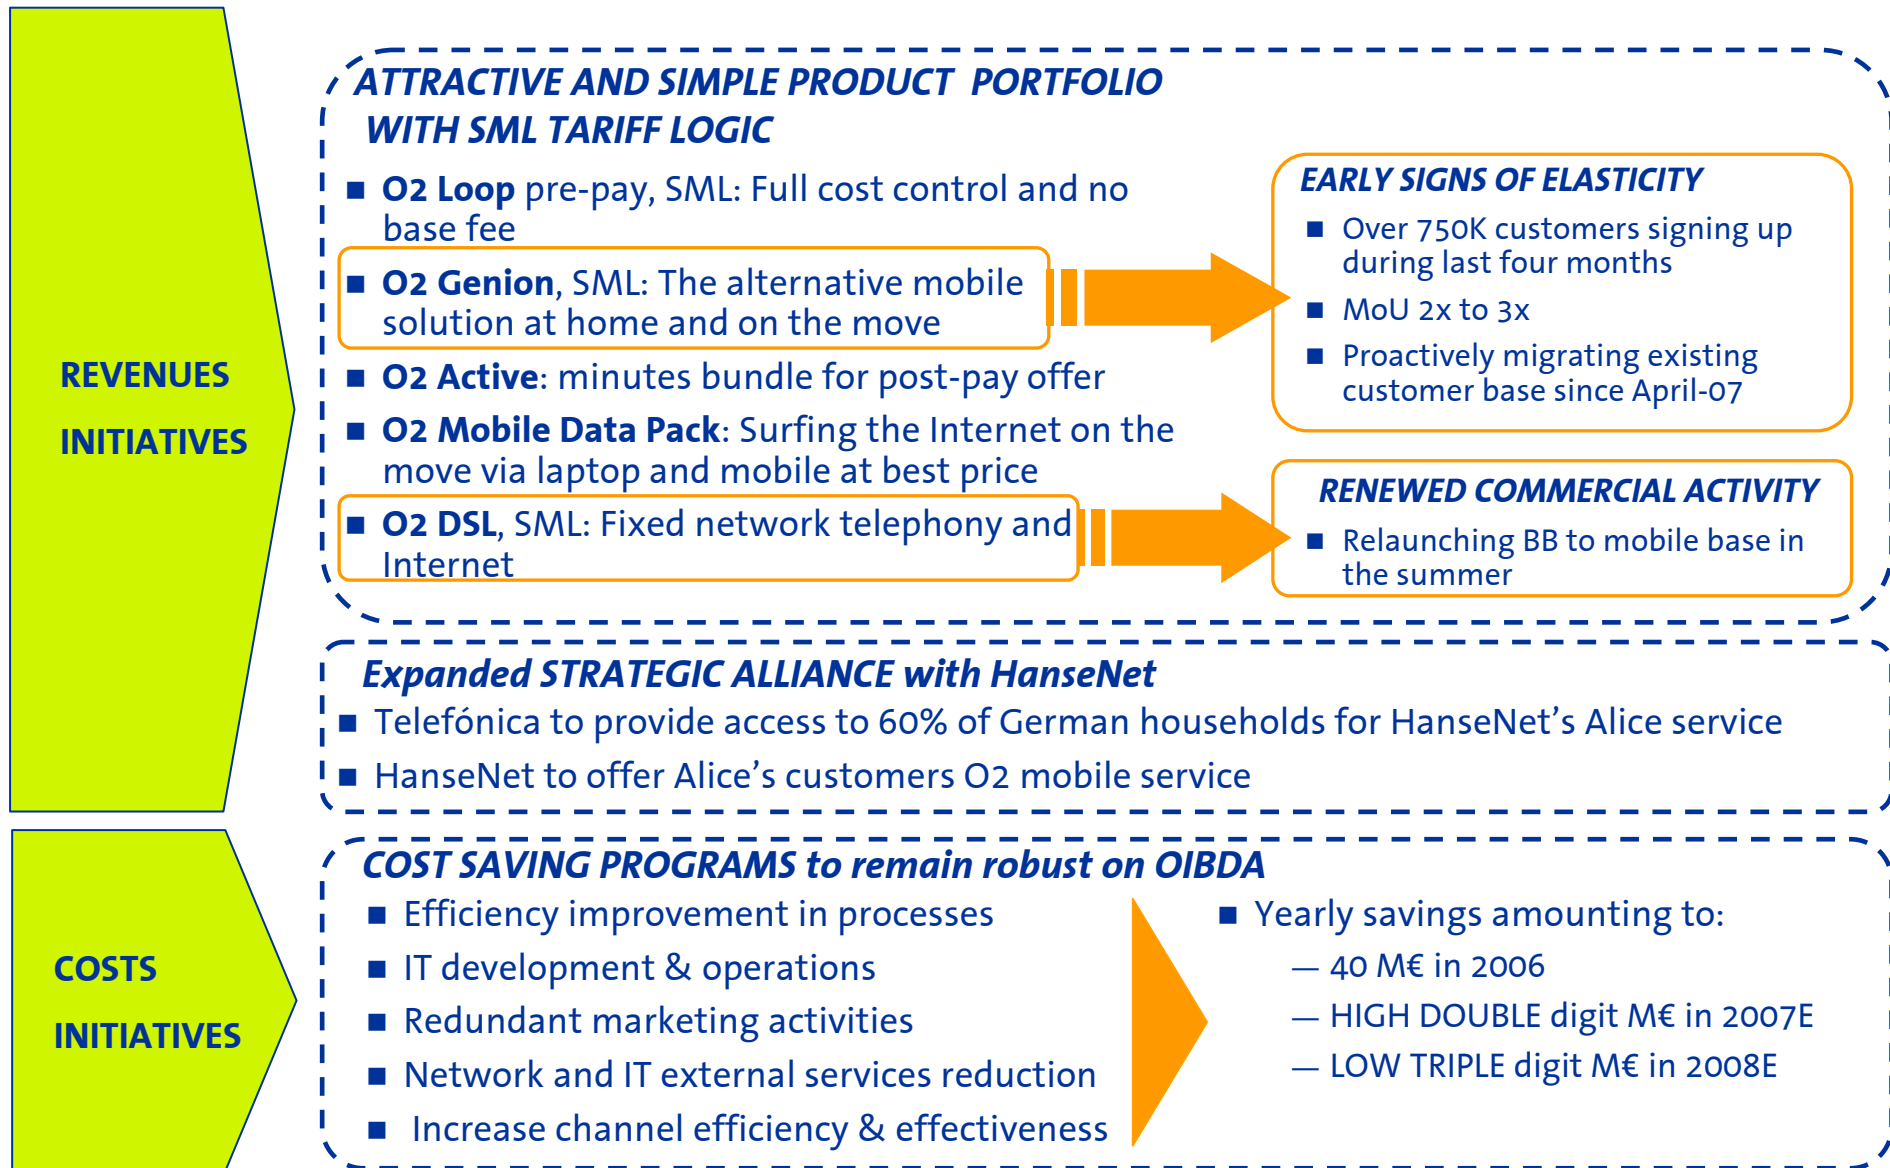 REVENUES
INITIATIVES
ATTRACTIVE AND SIMPLE PRODUCT PORTFOLIO
WITH SML TARIFF LOGIC
■ O2 Loop pre-pay, SML: Full cost control and no
base fee
■ O2 Genion, SML: The alternative mobile
solution at home and on the move
■ O2 Active: minutes bundle for post-pay offer
■ O2 Mobile Data Pack: Surfing the Internet on the
move via laptop and mobile at best price
■ O2 DSL, SML: Fixed network telephony and
Internet
EARLY SIGNS OF ELASTICITY
■ Over 750K customers signing up
during last four months
■ MoU 2x to 3x
■ Proactively migrating existing
customer base since April-07
RENEWED COMMERCIAL ACTIVITY
■ Relaunching BB to mobile base in
the summer
Expanded STRATEGIC ALLIANCE with HanseNet
■ Telefónica to provide access to 60% of German households for HanseNet’s Alice service
■ HanseNet to offer Alice’s customers O2 mobile service
COSTS
INITIATIVES
COST SAVING PROGRAMS to remain robust on OIBDA
■ Efficiency improvement in processes
■ IT development & operations
■ Redundant marketing activities
■ Network and IT external services reduction
■ Increase channel efficiency & effectiveness
■ Yearly savings amounting to:
— 40 M€ in 2006
— HIGH DOUBLE digit M€ in 2007E
— LOW TRIPLE digit M€ in 2008E